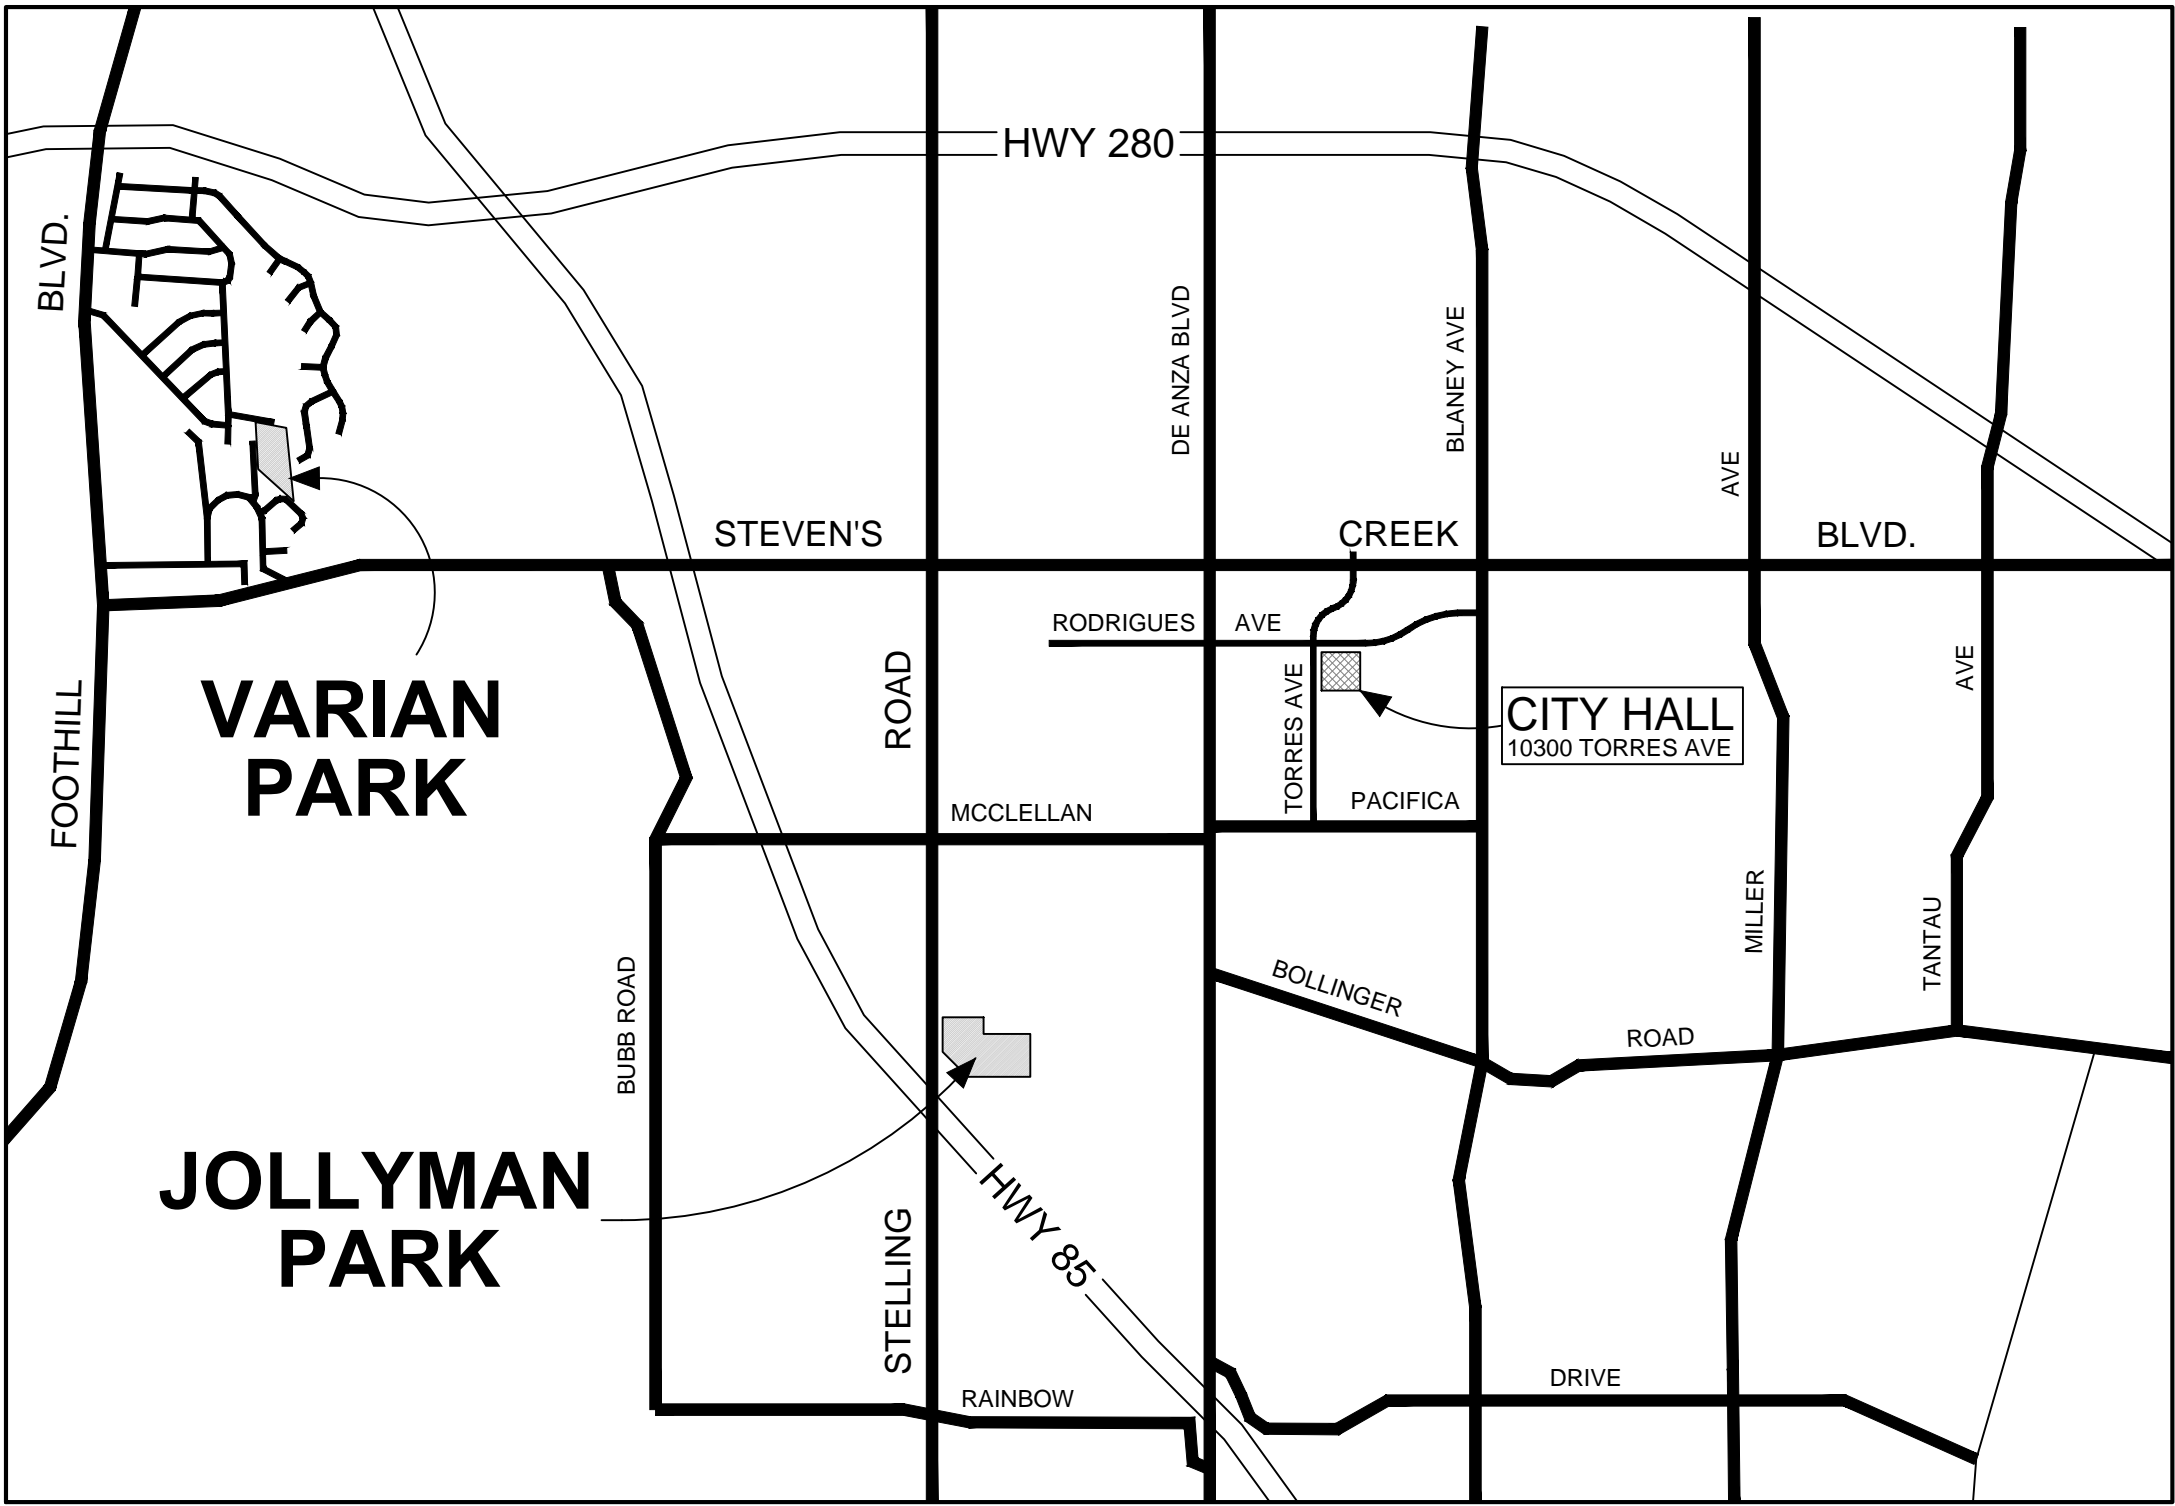 HWY 280
BLVD.
DE ANZA BLVD
BLANEY AVE
AVE
STEVEN'S
CREEK
BLVD.
RODRIGUES
AVE
ROAD
TORRES AVE
AVE
FOOTHILL
VARIAN
PARK
CITY HALL
10300 TORRES AVE
MCCLELLAN
PACIFICA
MILLER
TANTAU
BUBB ROAD
BOLLINGER
ROAD
JOLLYMAN
PARK
HWY 85
STELLING
RAINBOW
DRIVE